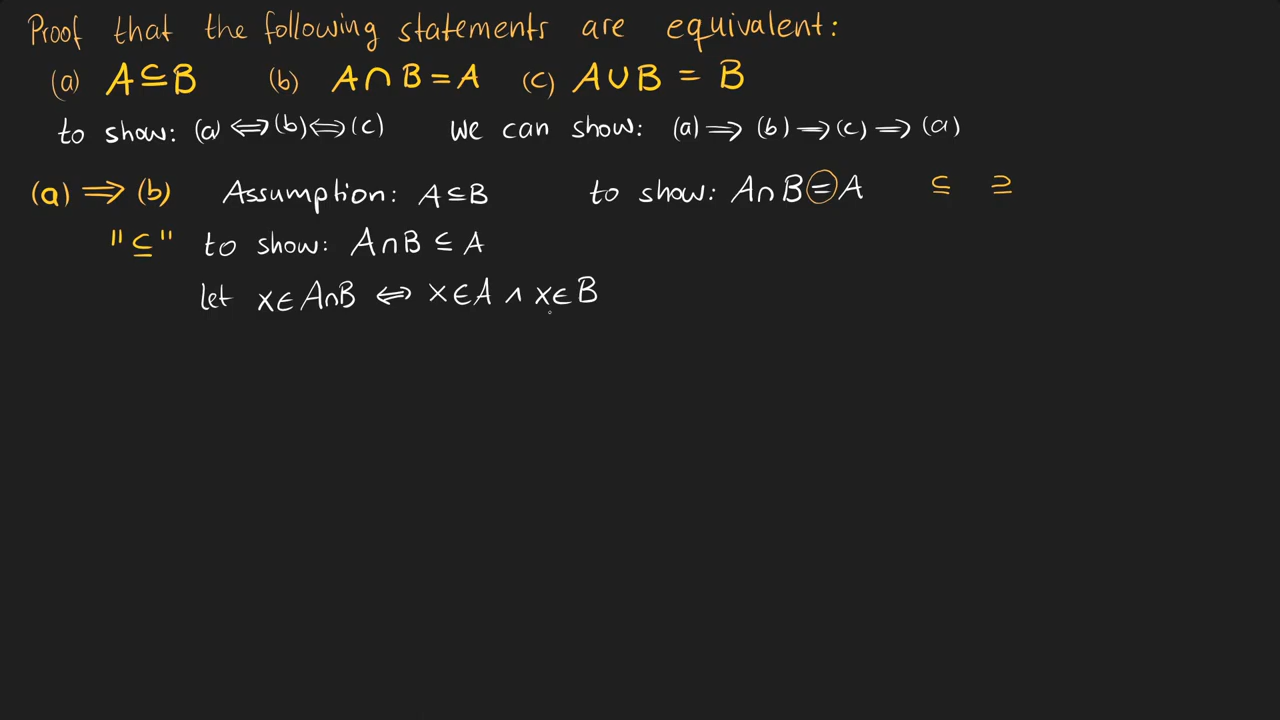 Proof that the following statements are equivalent:
(a) A⊆B (b) A∩B=A (c) A∪B = B
to show: (a)⇔(b)⇔(c) We can show: (a)⇒(b)⇒(c)⇒(a)
(a)⇒(b) Assumption: A⊆B to show: A∩B=A ⊆ ⊇
"⊆" to show: A∩B ⊆ A
let x∈A∩B ⇔ x∈A ∧ x∈B